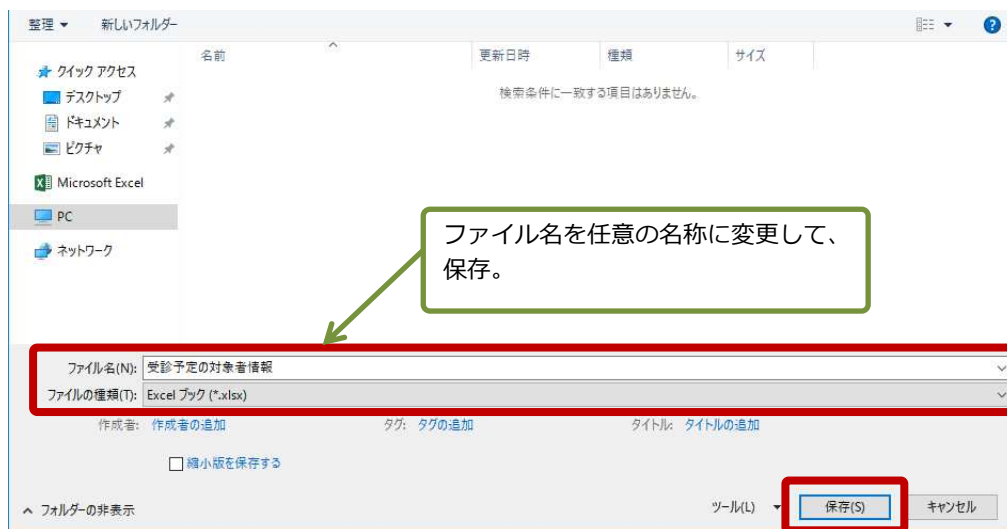 整理 新しいフォルダー
名前 更新日時 種類 サイズ
クイック アクセス
検索条件に一致する項目はありません。
デスクトップ
ドキュメント
ピクチャ
Microsoft Excel
PC
ネットワーク
ファイル名を任意の名称に変更して、
保存。
ファイル名(N): 受診予定の対象者情報
ファイルの種類(T): Excel ブック (*.xlsx)
作成者: 作成者の追加 タグ: タグの追加 タイトル: タイトルの追加
縮小版を保存する
フォルダーの非表示 ツール(L) 保存(S) キャンセル